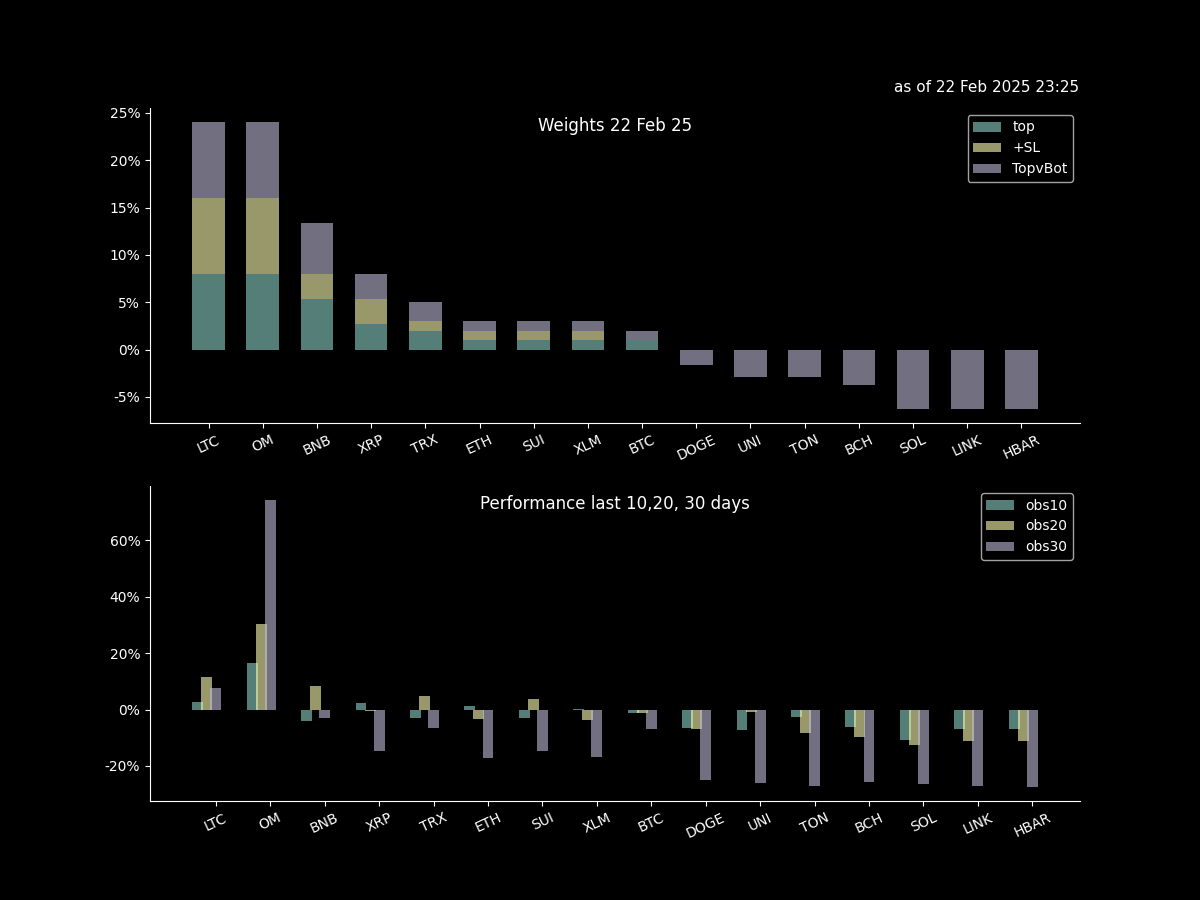 as of 22 Feb 2025 23:25
Weights 22 Feb 25
top
+SL
TopvBot
25%
20%
15%
10%
5%
0%
-5%
LTC OM BNB XRP TRX ETH SUI XLM BTC DOGE UNI TON BCH SOL LINK HBAR
Performance last 10,20, 30 days
obs10
obs20
obs30
60%
40%
20%
0%
-20%
LTC OM BNB XRP TRX ETH SUI XLM BTC DOGE UNI TON BCH SOL LINK HBAR